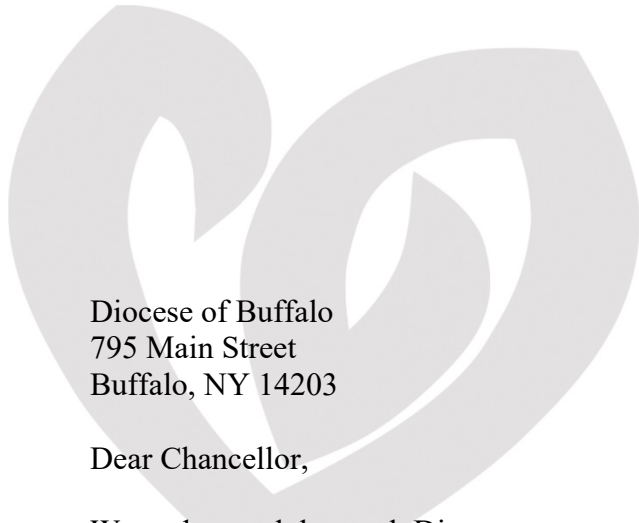 Diocese of Buffalo
795 Main Street
Buffalo, NY 14203
Dear Chancellor,